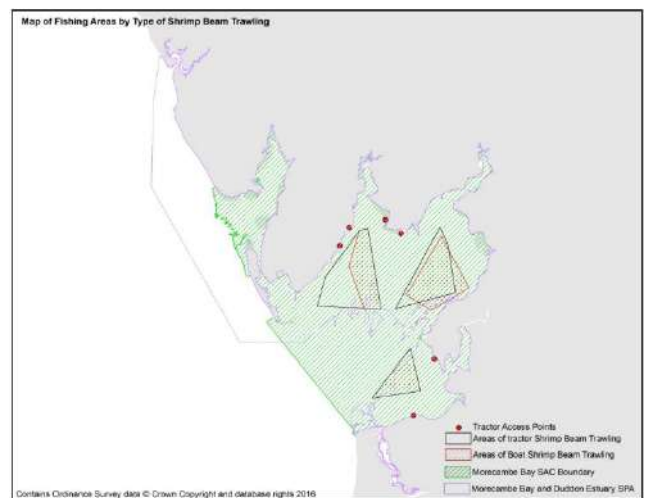 Map of Fishing Areas by Type of Shrimp Beam Trawling
Tractor Access Points
Areas of tractor Shrimp Beam Trawling
Areas of Boat Shrimp Beam Trawling
Morecambe Bay SAC Boundary
Morecambe Bay and Duddon Estuary SPA
Contains Ordinance Survey data © Crown Copyright and database rights 2016